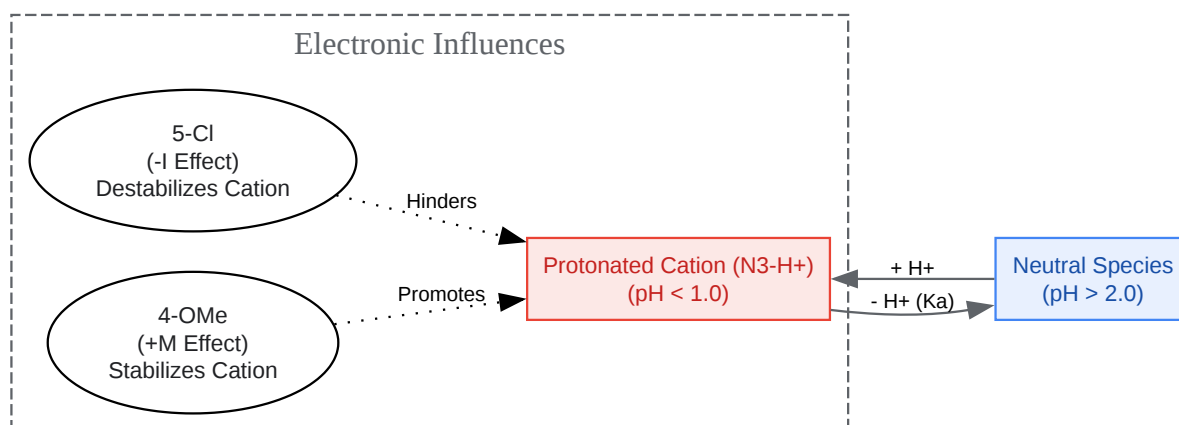 Electronic Influences
5-Cl
(-I Effect)
Destabilizes Cation
Hinders
4-OMe
(+M Effect)
Stabilizes Cation
Promotes
Protonated Cation (N3-H+)
(pH < 1.0)
+ H+
- H+ (Ka)
Neutral Species
(pH > 2.0)